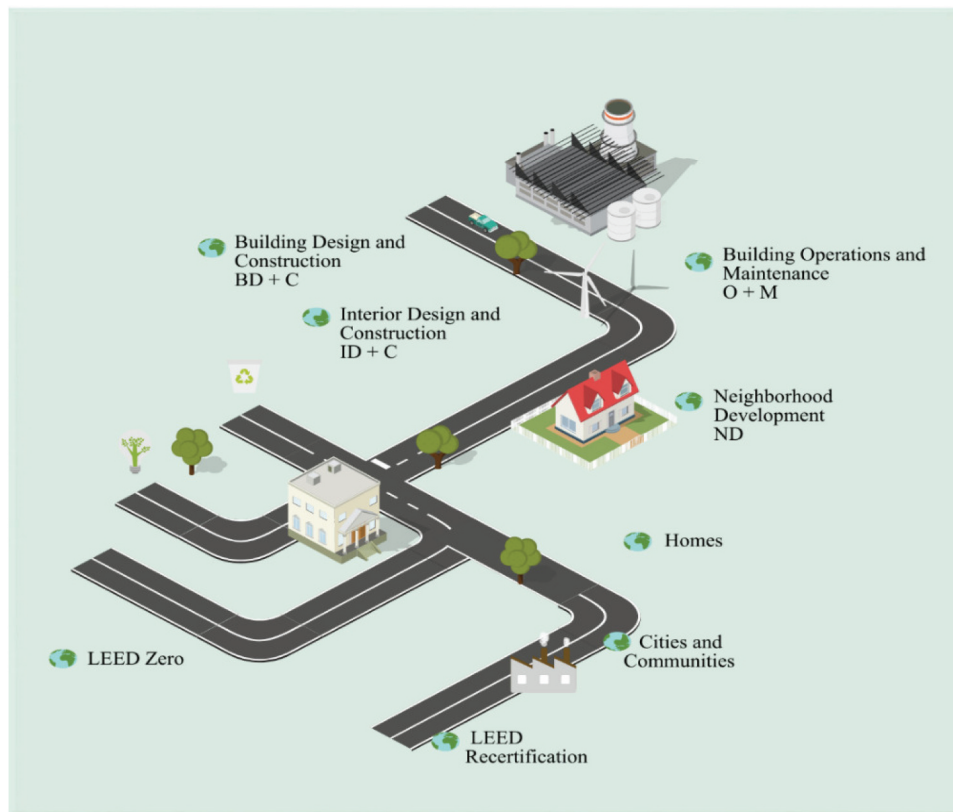 Building Design and
Construction
BD + C
Building Operations and
Maintenance
O + M
Interior Design and
Construction
ID + C
Neighborhood
Development
ND
Homes
Cities and
Communities
LEED Zero
LEED
Recertification